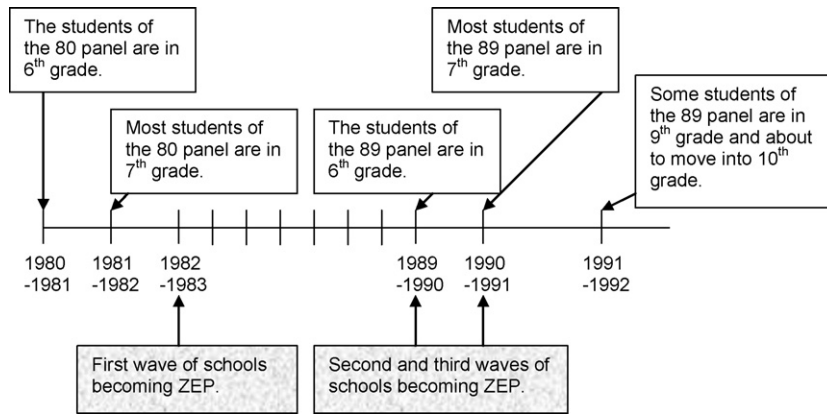 The students of
the 80 panel are in
6th grade.
Most students of
the 89 panel are in
7th grade.
Some students of
the 89 panel are in
9th grade and about
to move into 10th
grade.
Most students of
the 80 panel are in
7th grade.
The students of
the 89 panel are in
6th grade.
1980
-1981
1981
-1982
1982
-1983
1989
-1990
1990
-1991
1991
-1992
First wave of schools
becoming ZEP.
Second and third waves of
schools becoming ZEP.